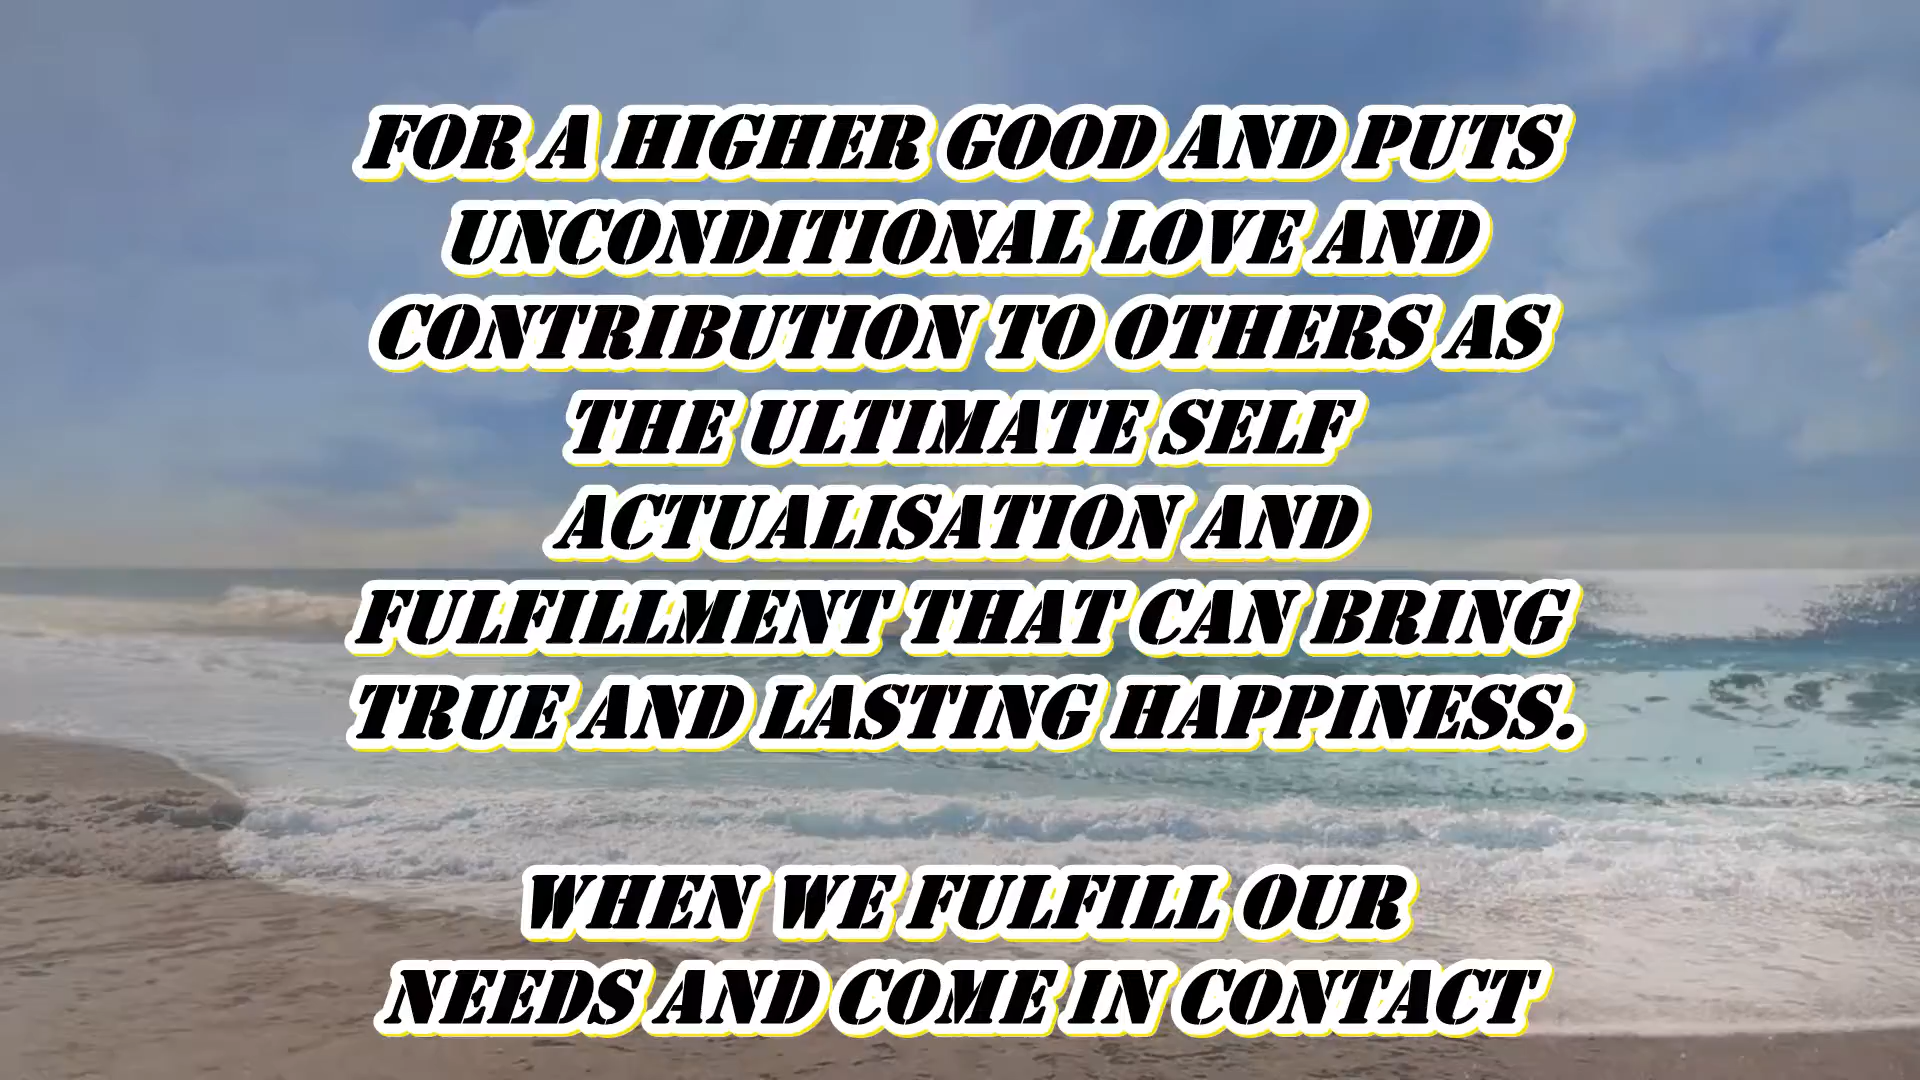 FOR A HIGHER GOOD AND PUTS
UNCONDITIONAL LOVE AND
CONTRIBUTION TO OTHERS AS
THE ULTIMATE SELF
ACTUALISATION AND
FULFILLMENT THAT CAN BRING
TRUE AND LASTING HAPPINESS.
WHEN WE FULFILL OUR
NEEDS AND COME IN CONTACT